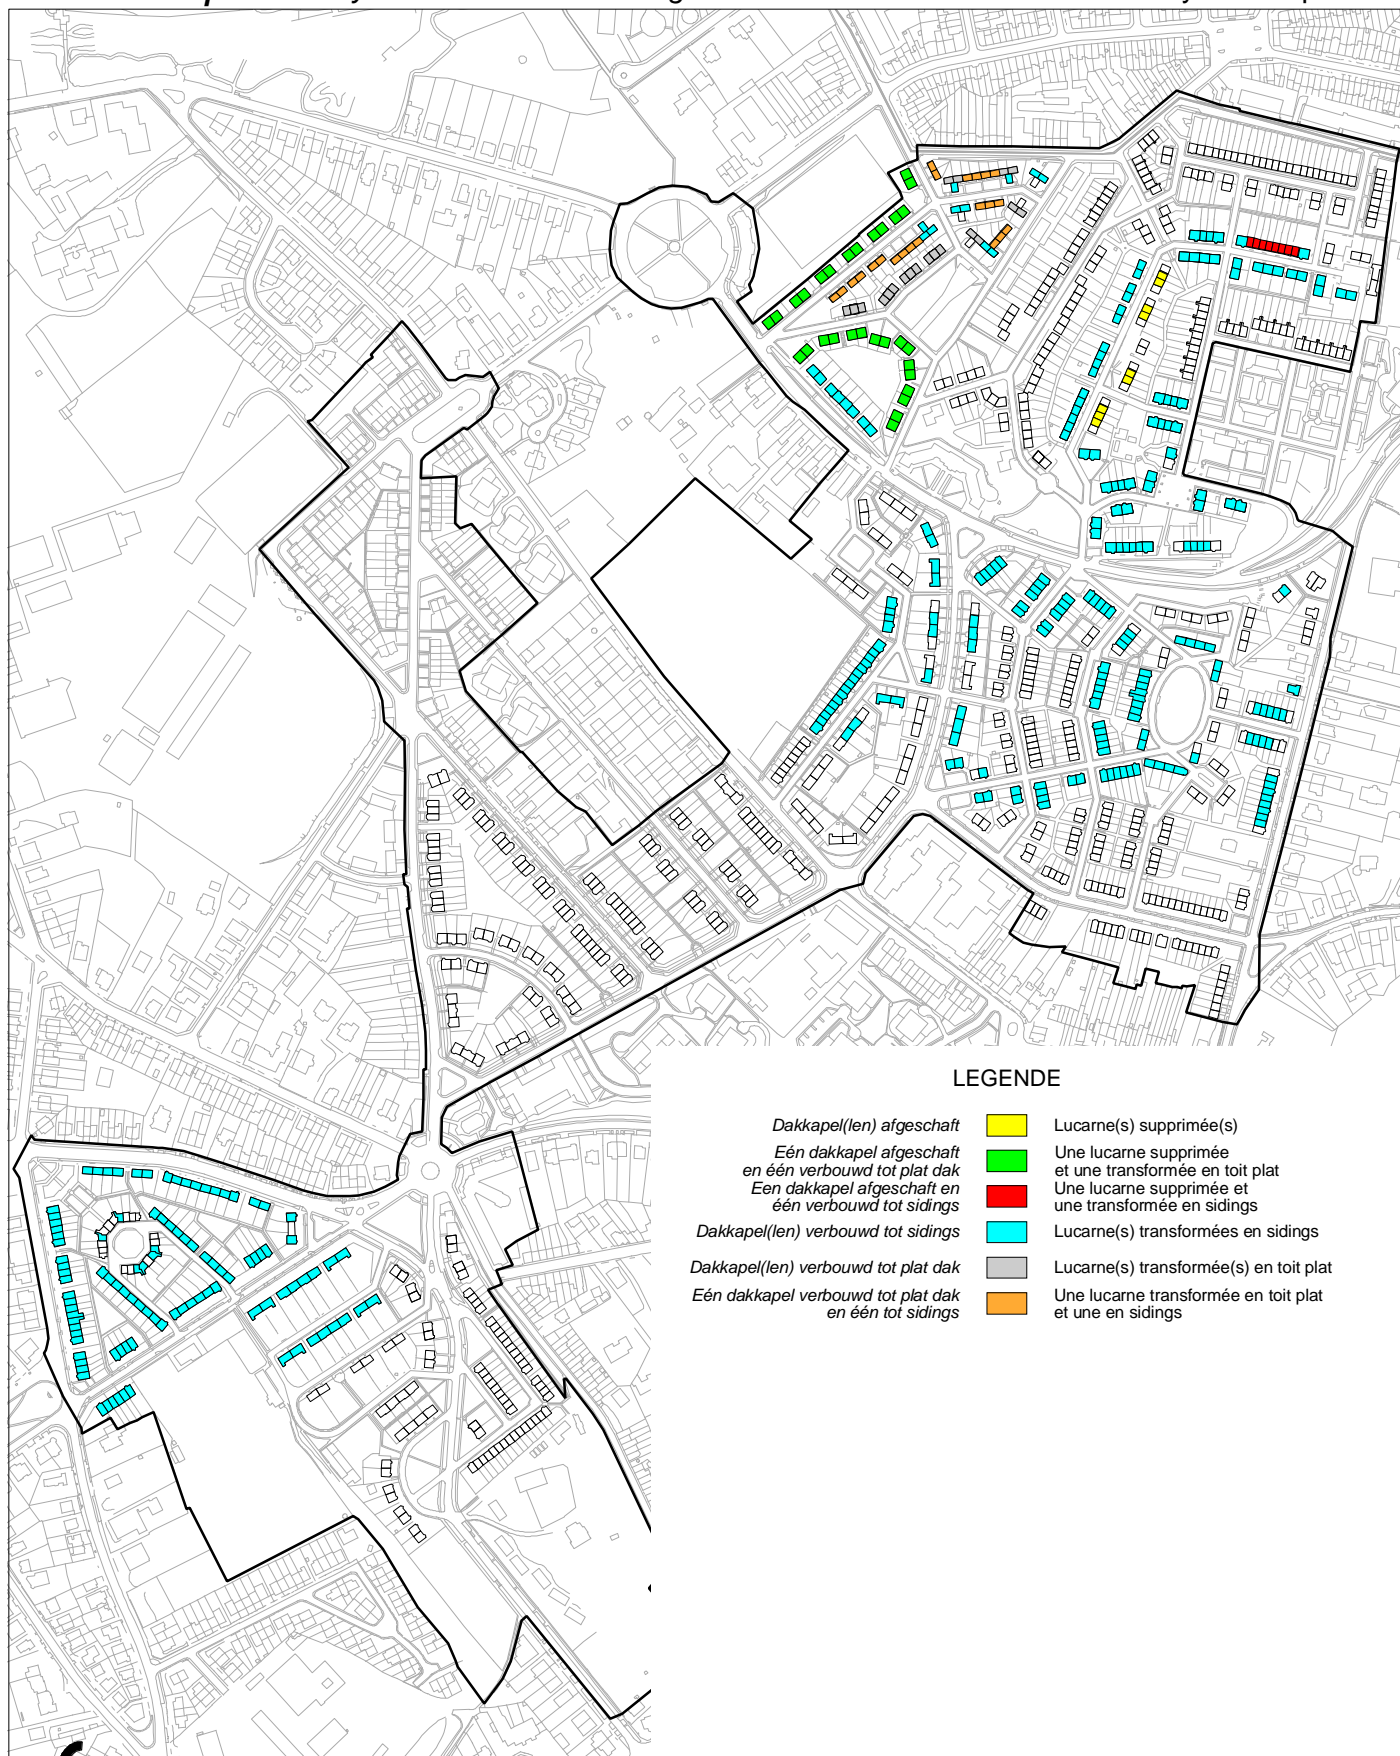 LEGENDE
Dakkapel(len) afgeschaft
Lucarne(s) supprimée(s)
Eén dakkapel afgeschaft
en één verbouwd tot plat dak
Une lucarne supprimée
et une transformée en toit plat
Een dakkapel afgeschaft en
één verbouwd tot sidings
Une lucarne supprimée et
une transformée en sidings
Dakkapel(len) verbouwd tot sidings
Lucarne(s) transformées en sidings
Dakkapel(len) verbouwd tot plat dak
Lucarne(s) transformée(s) en toit plat
Eén dakkapel verbouwd tot plat dak
en één tot sidings
Une lucarne transformée en toit plat
et une en sidings